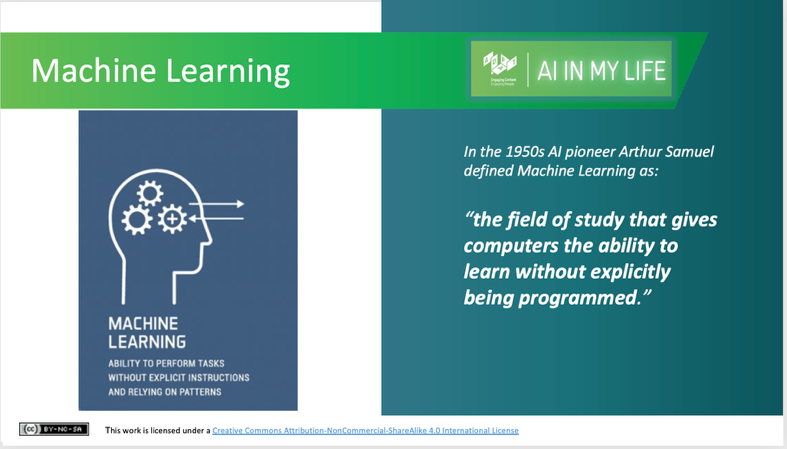 Machine Learning
AI IN MY LIFE
In the 1950s AI pioneer Arthur Samuel
defined Machine Learning as:
“the field of study that gives
computers the ability to
learn without explicitly
being programmed.”
MACHINE
LEARNING
ABILITY TO PERFORM TASKS
WITHOUT EXPLICIT INSTRUCTIONS
AND RELYING ON PATTERNS
(cc) BY-NC-SA
This work is licensed under a Creative Commons Attribution-NonCommercial-ShareAlike 4.0 International License